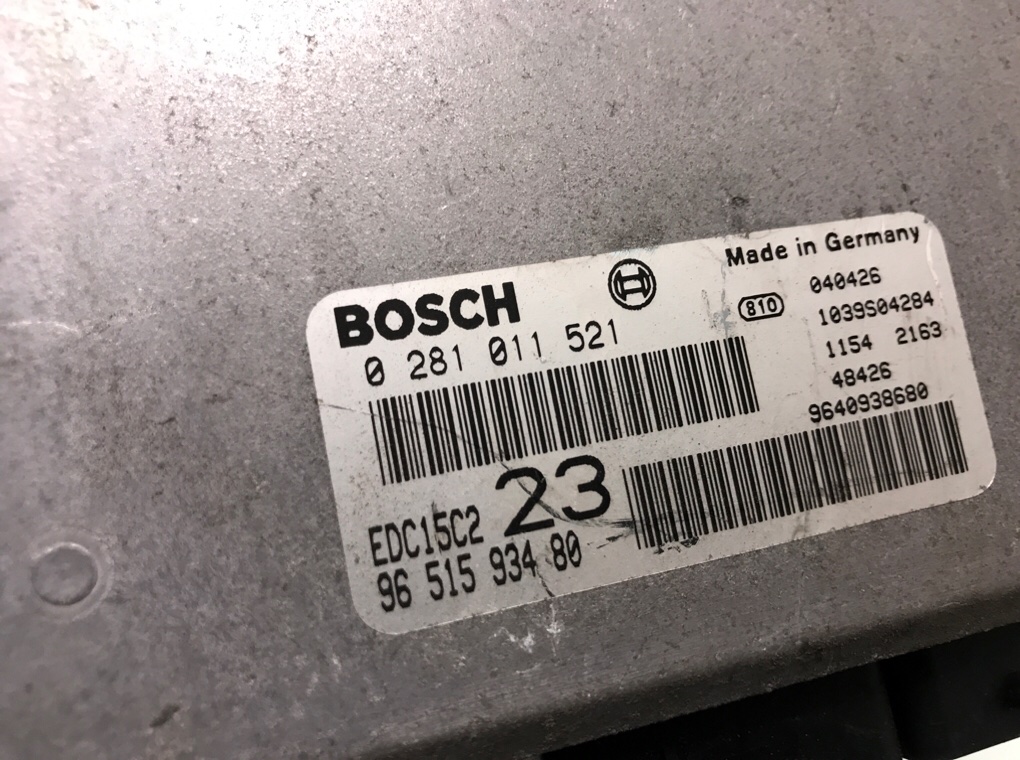 BOSCH
0 281 011 521
Made in Germany
810
040426
1039S04284
1154 2163
48426
9640938680
EDC15C2 23
96 515 934 80